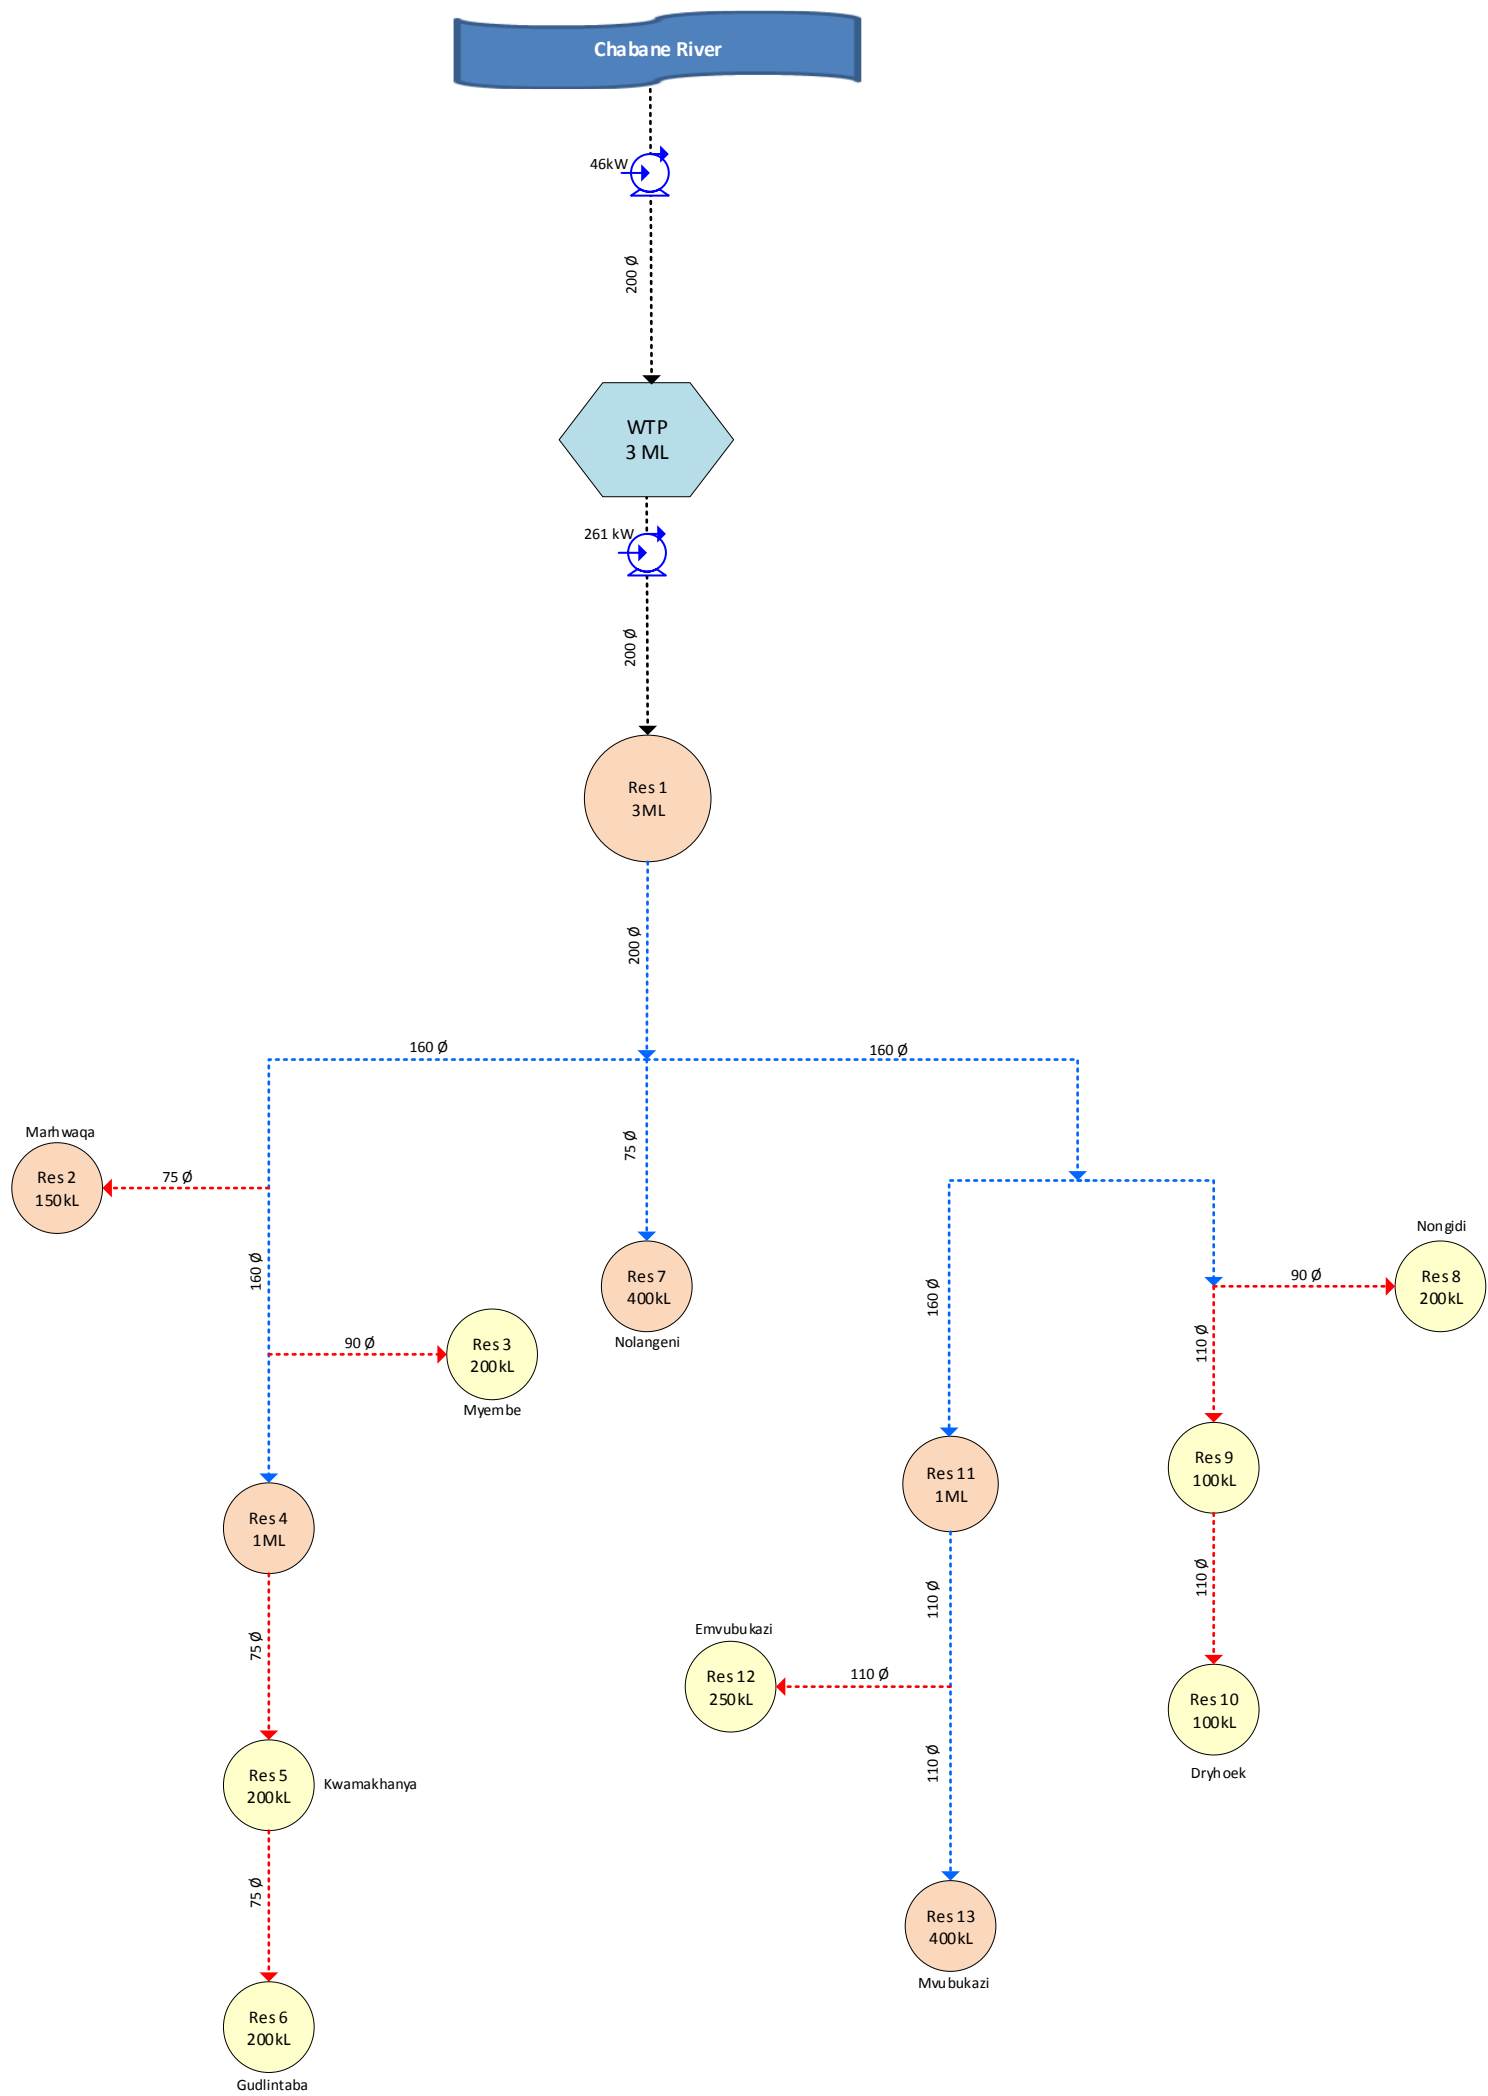 Chabane River
46kW
200 Ø
WTP
3 ML
261 kW
200 Ø
Res 1
3ML
200 Ø
160 Ø
160 Ø
Marhwaqa
Res 2
150kL
75 Ø
75 Ø
160 Ø
Res 7
400kL
Nolangeni
160 Ø
Nongidi
Res 8
200kL
90 Ø
110 Ø
90 Ø
Res 3
200kL
Myembe
Res 4
1ML
Res 11
1ML
Res 9
100kL
75 Ø
110 Ø
110 Ø
Emvubukazi
Res 12
250kL
110 Ø
110 Ø
Res 10
100kL
Dryhoek
Res 5
200kL
Kwamakhanya
75 Ø
Res 13
400kL
Mvubukazi
Res 6
200kL
Gudlintaba